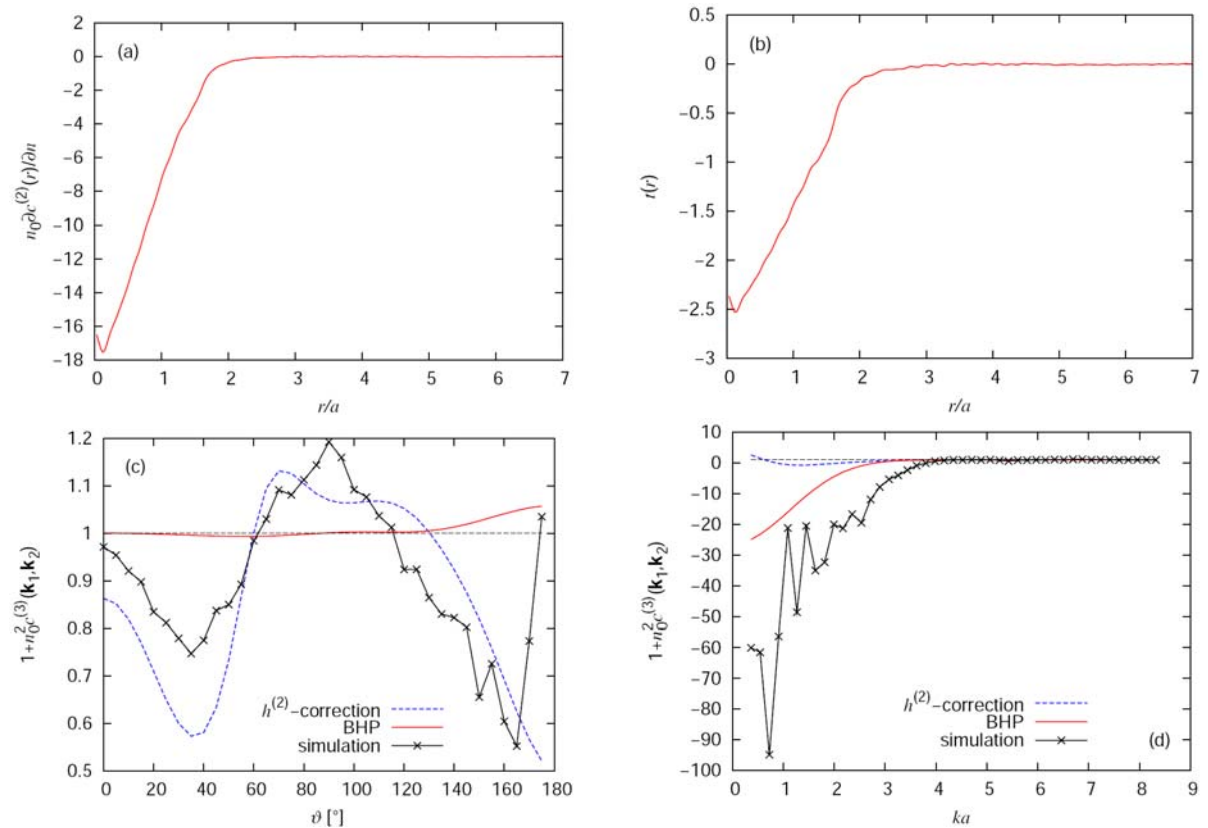 (a)
2
0
−2
−4
−6
−8
−10
−12
−14
−16
−18
n₀∂c⁽²⁾(r)/∂n
0 1 2 3 4 5 6 7
r/a
(b)
0.5
0
−0.5
−1
−1.5
−2
−2.5
−3
t(r)
0 1 2 3 4 5 6 7
r/a
(c)
1.2
1.1
1
0.9
0.8
0.7
0.6
0.5
1+n₀²c⁽³⁾(k₁,k₂)
h⁽²⁾−correction
BHP
simulation
0 20 40 60 80 100 120 140 160 180
ϑ [°]
10
0
−10
−20
−30
−40
−50
−60
−70
−80
−90
−100
1+n₀²c⁽³⁾(k₁,k₂)
h⁽²⁾−correction
BHP
simulation
(d)
0 1 2 3 4 5 6 7 8 9
ka